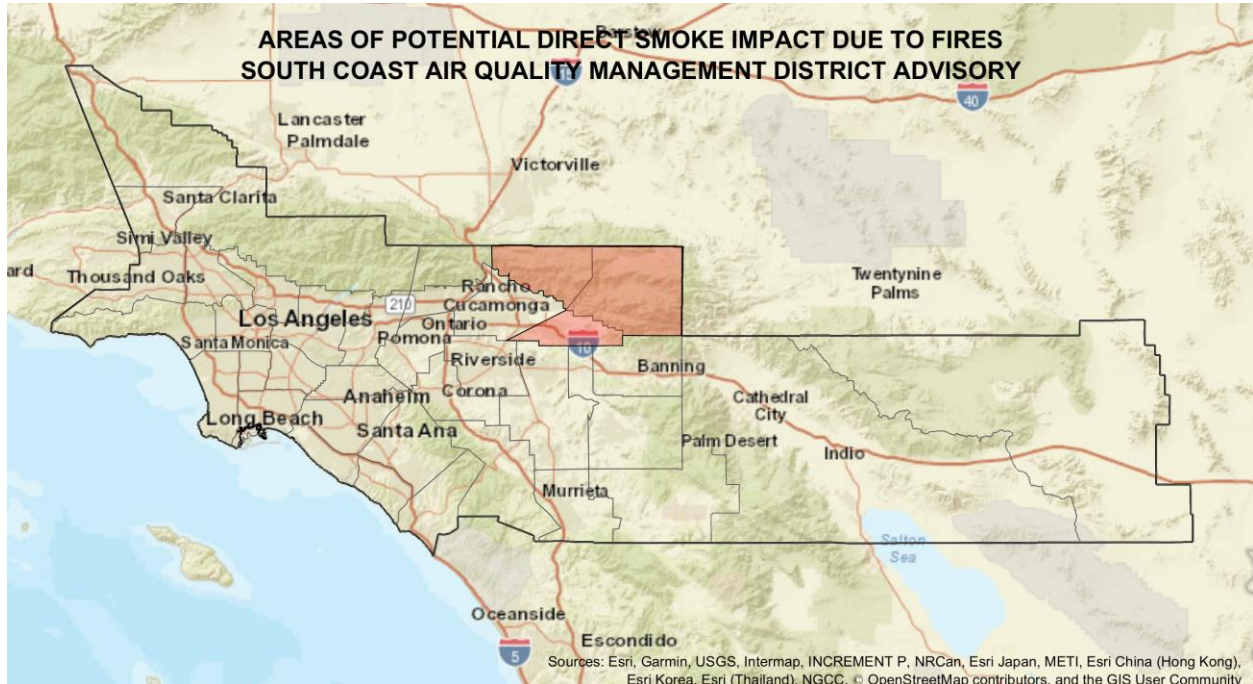 Barstow
AREAS OF POTENTIAL DIRECT SMOKE IMPACT DUE TO FIRES
SOUTH COAST AIR QUALITY MANAGEMENT DISTRICT ADVISORY
15
40
Lancaster
Palmdale
Victorville
Santa Clarita
Simi Valley
ard
Thousand Oaks
Twentynine
Palms
Rancho
Cucamonga
210
Los Angeles
Ontario
Pomona
Santa Monica
10
Riverside
Banning
Anaheim
Corona
Cathedral
City
Long Beach
Santa Ana
Palm Desert
Indio
Murrieta
Salton
Sea
Oceanside
Escondido
5
Sources: Esri, Garmin, USGS, Intermap, INCREMENT P, NRCan, Esri Japan, METI, Esri China (Hong Kong),
Esri Korea, Esri (Thailand), NGCC, © OpenStreetMap contributors, and the GIS User Community